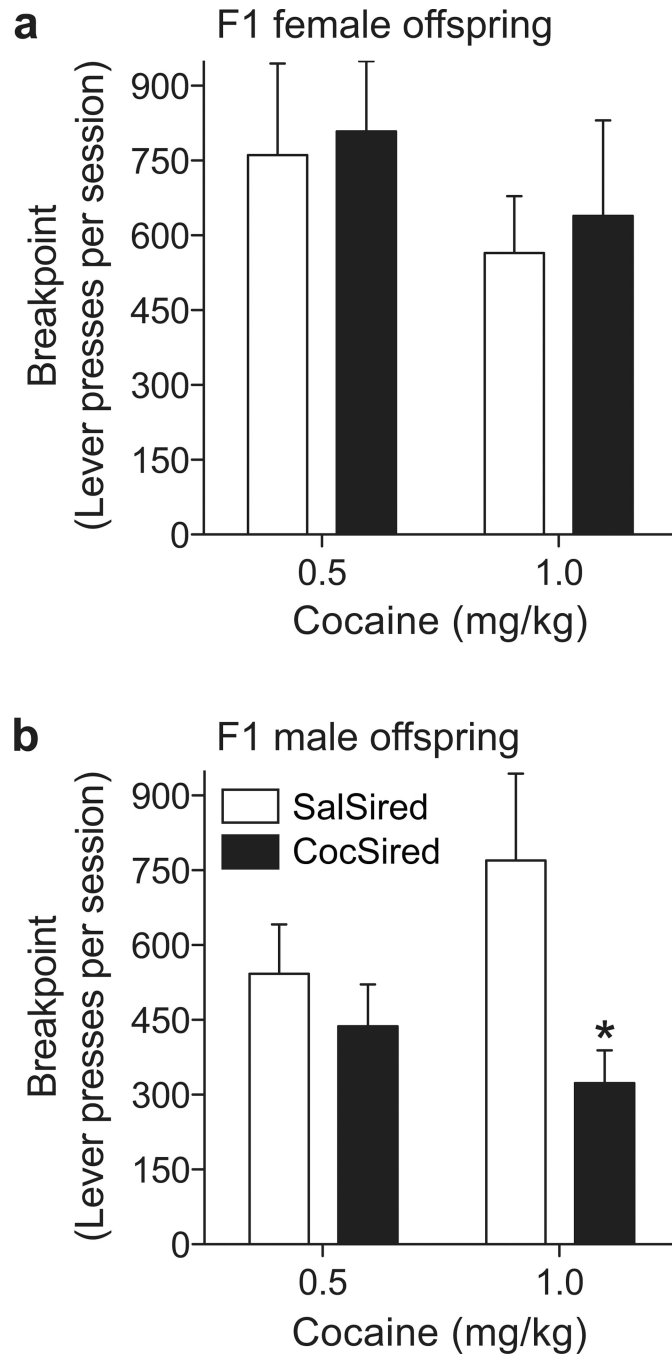 a F1 female offspring
Breakpoint
(Lever presses per session)
900
750
600
450
300
150
0
0.5 1.0
Cocaine (mg/kg)
b F1 male offspring
Breakpoint
(Lever presses per session)
900
750
600
450
300
150
0
SalSired
CocSired
*
0.5 1.0
Cocaine (mg/kg)